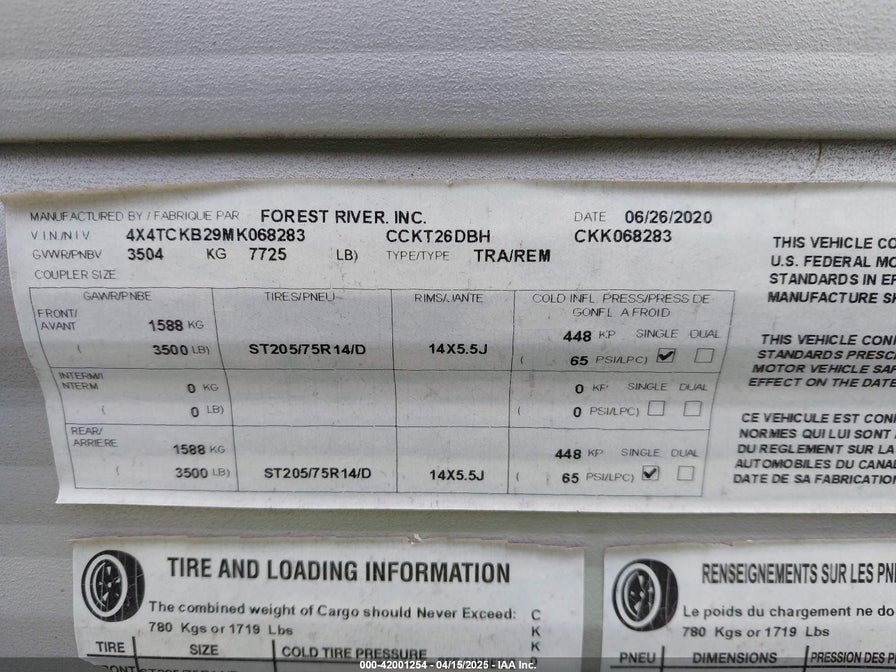 MANUFACTURED BY / FABRIQUE PAR FOREST RIVER. INC. DATE 06/26/2020
VIN/NIV 4X4TCKB29MK068283 CCKT26DBH CKK068283
GVWR/PNBV 3504 KG 7725 LB) TYPE/TYPE TRA/REM
COUPLER SIZE
GAWR/PNBE TIRES/PNEU RIMS/JANTE COLD INFL. PRESS/PRESS DE GONFL A FROID
FRONT/
AVANT 1588 KG 448 KP SINGLE DUAL
( 3500 LB) ST205/75R14/D 14X5.5J ( 65 PSI/LPC)
INTERM/
INTERM 0 KG 0 KP SINGLE DUAL
( 0 LB) ( 0 PSI/LPC)
REAR/
ARRIERE 1588 KG 448 KP SINGLE DUAL
( 3500 LB) ST205/75R14/D 14X5.5J ( 65 PSI/LPC)
THIS VEHICLE CO
U.S. FEDERAL MO
STANDARDS IN EF
MANUFACTURE SH
THIS VEHICLE CONF
STANDARDS PRESC
MOTOR VEHICLE SAF
EFFECT ON THE DATE
CE VEHICULE EST CONF
NORMES QUI LUI SONT A
DU REGLEMENT SUR LA
AUTOMOBILES DU CANAD
DATE DE SA FABRICATION
TIRE AND LOADING INFORMATION
The combined weight of Cargo should Never Exceed: C
780 Kgs or 1719 Lbs K
TIRE SIZE COLD TIRE PRESSURE K
RENSEIGNEMENTS SUR LES PNE
Le poids du chargement ne do
780 Kgs or 1719 Lbs
PNEU DIMENSIONS PRESSION DES P
000-42001254 - 04/15/2025 - IAA Inc.